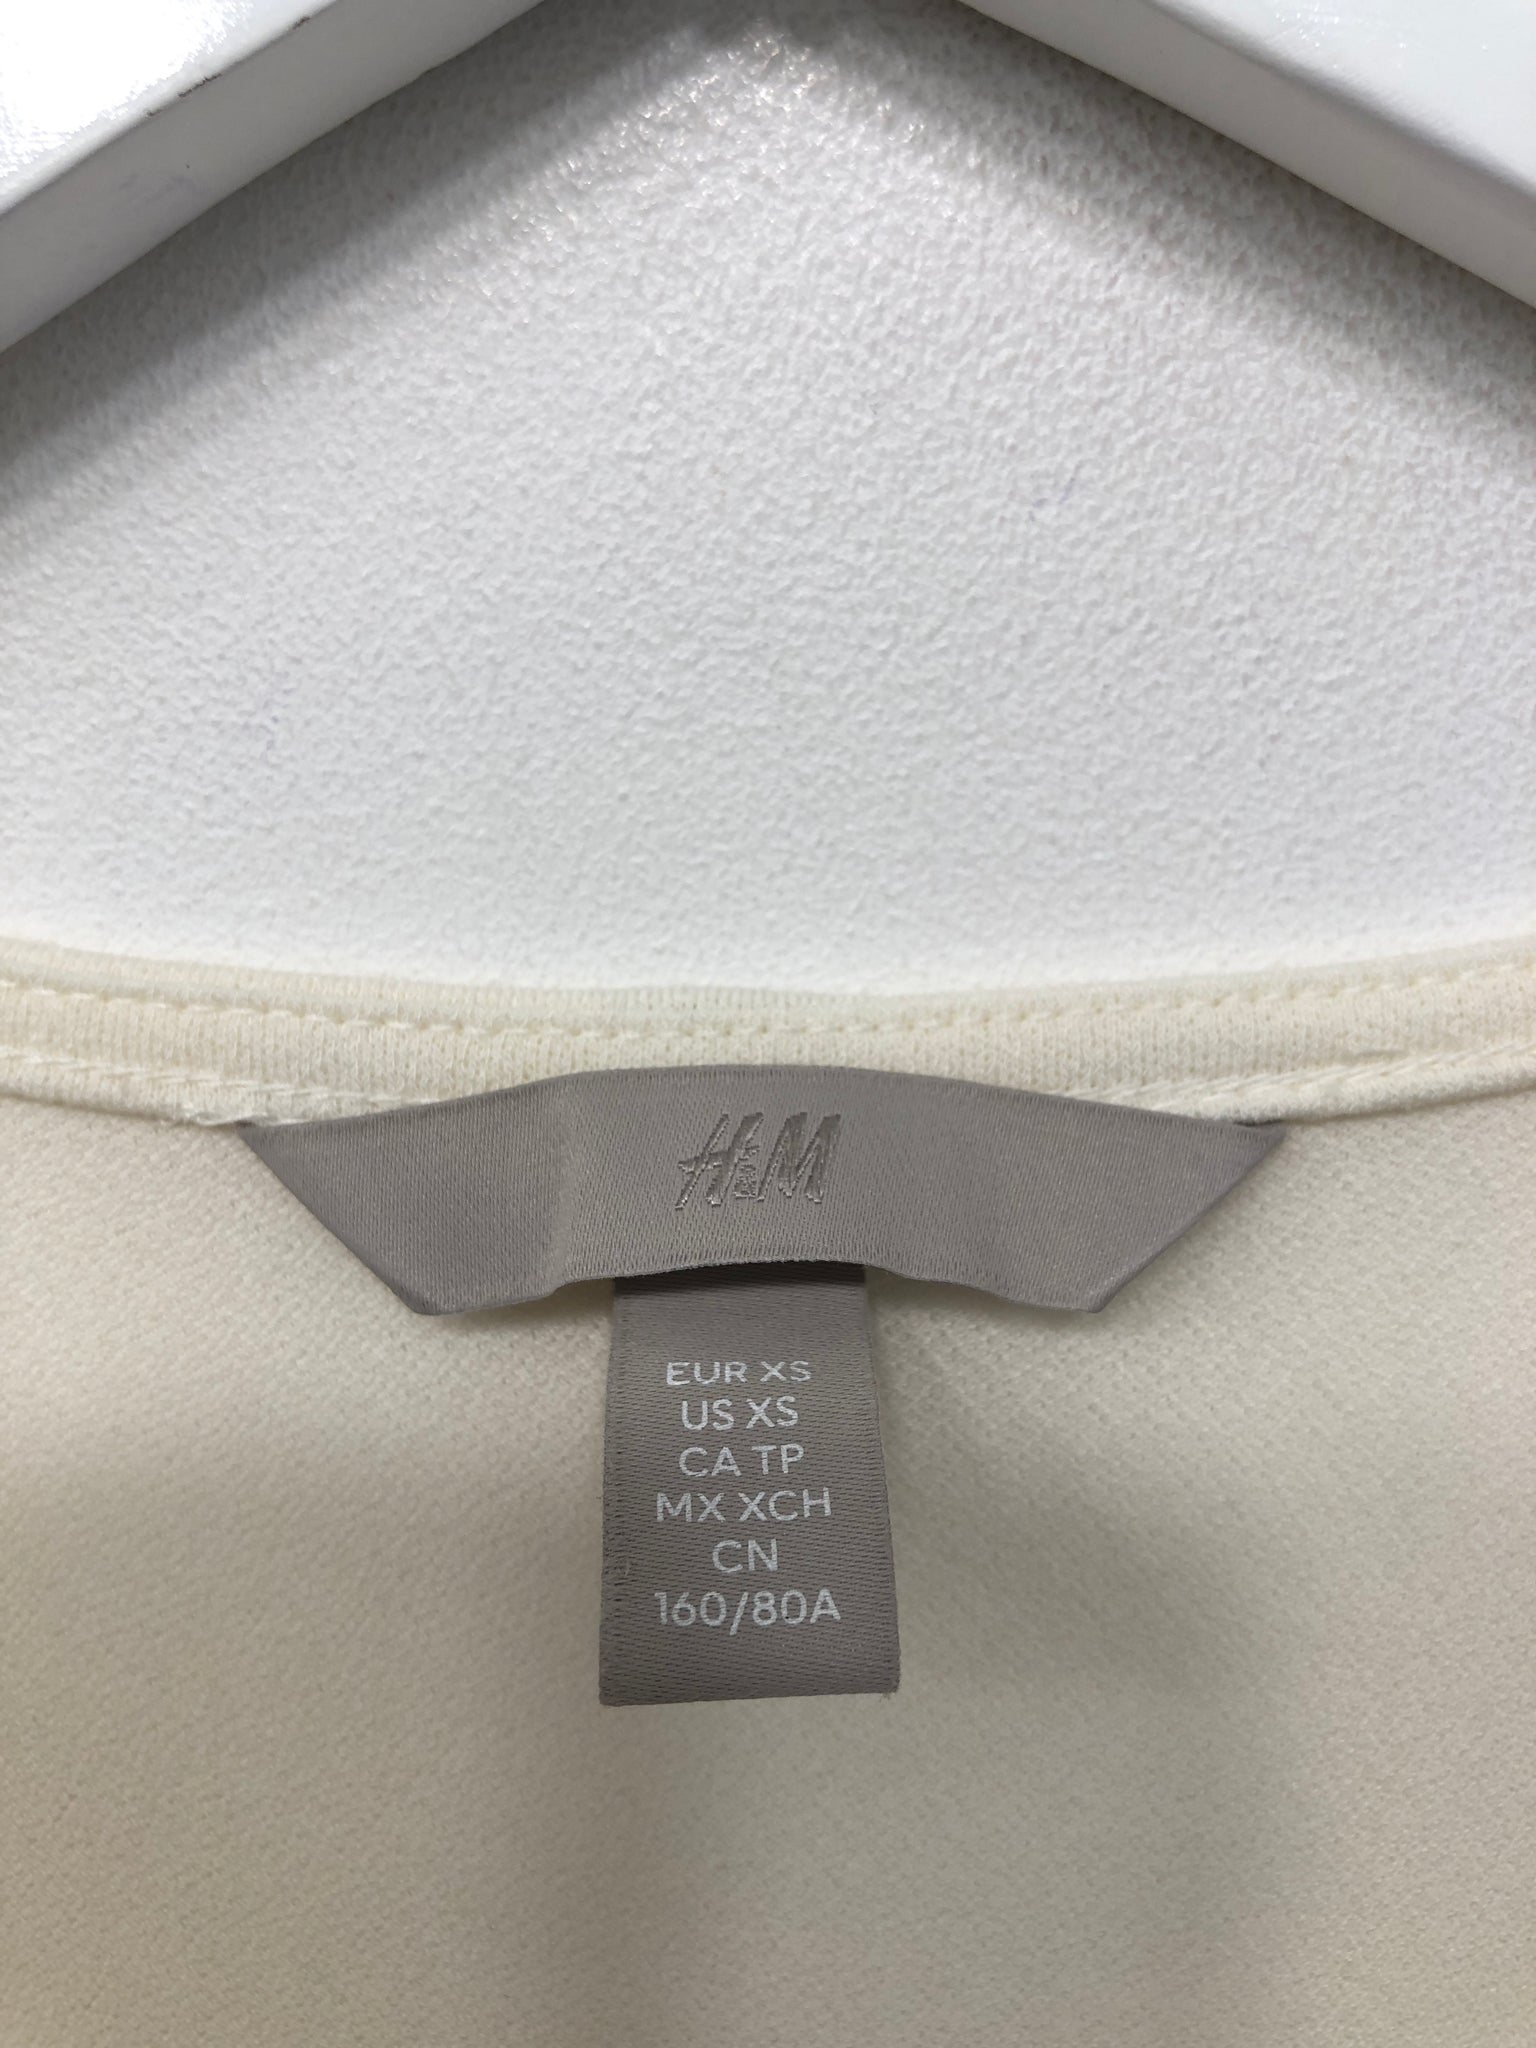 H&M
EUR XS
US XS
CA TP
MX XCH
CN
160/80A